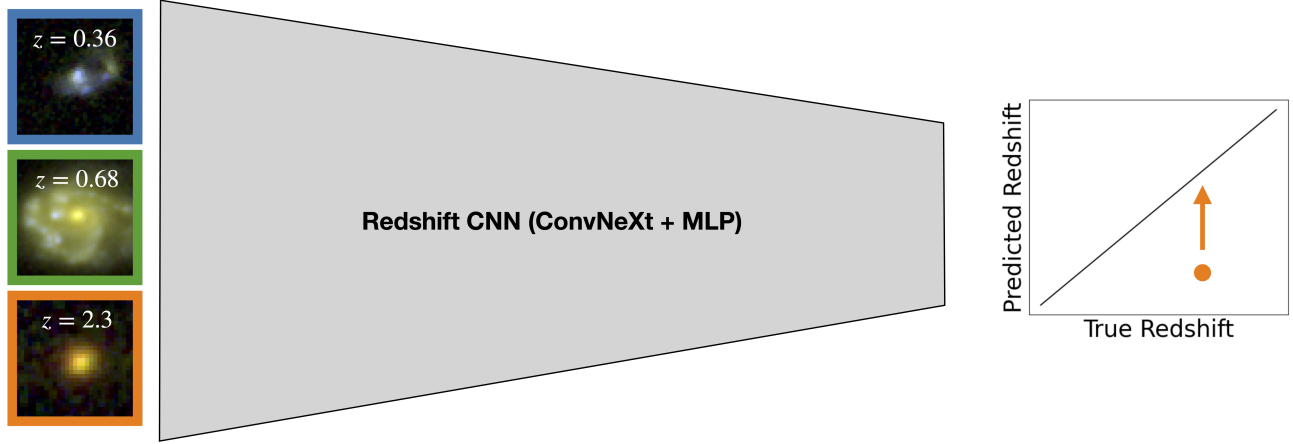 z = 0.36
z = 0.68
z = 2.3
Redshift CNN (ConvNeXt + MLP)
Predicted Redshift
True Redshift